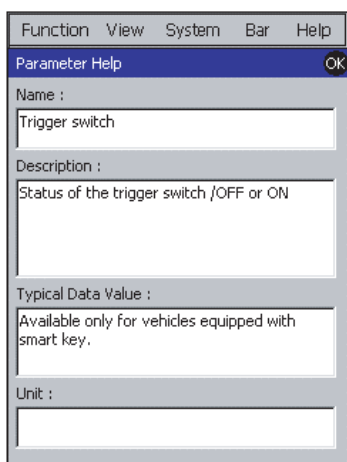 Function View System Bar Help
Parameter Help OK
Name :
Trigger switch
Description :
Status of the trigger switch /OFF or ON
Typical Data Value :
Available only for vehicles equipped with
smart key.
Unit :